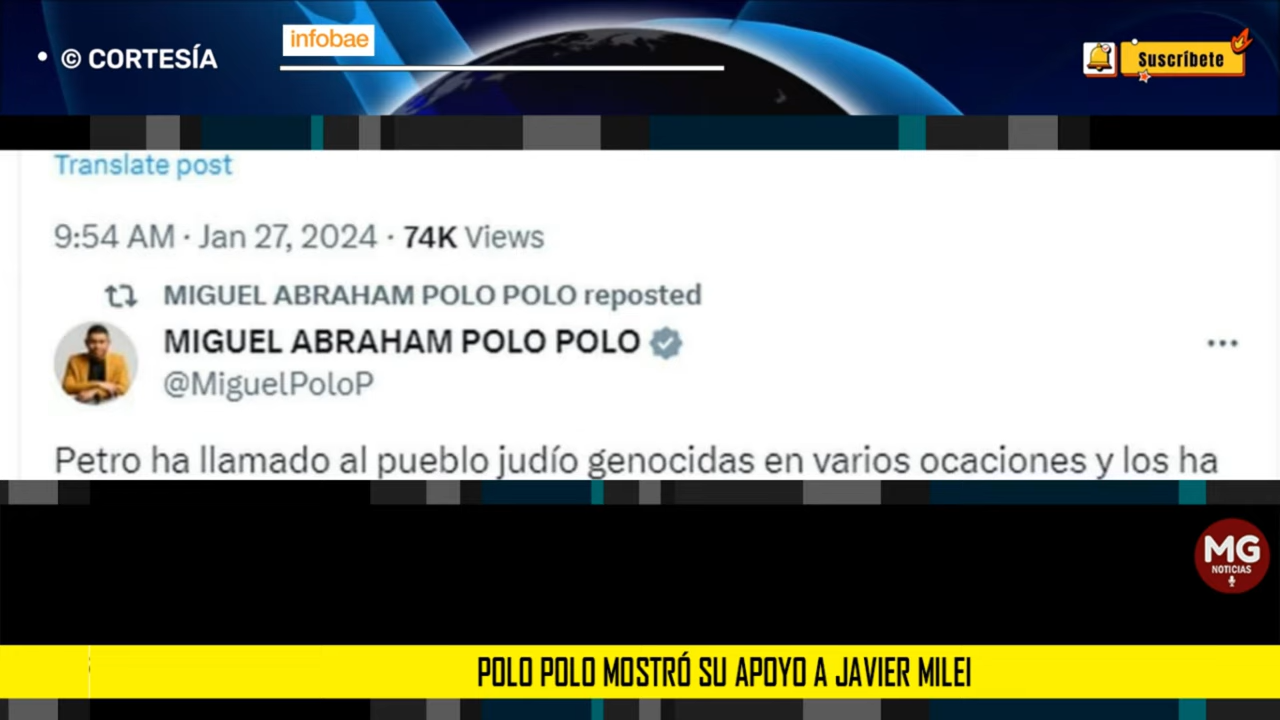 © CORTESÍA
infobae
Suscríbete
Translate post
9:54 AM · Jan 27, 2024 · 74K Views
MIGUEL ABRAHAM POLO POLO reposted
MIGUEL ABRAHAM POLO POLO
@MiguelPoloP
Petro ha llamado al pueblo judío genocidas en varios ocaciones y los ha
MG
NOTICIAS
POLO POLO MOSTRÓ SU APOYO A JAVIER MILEI